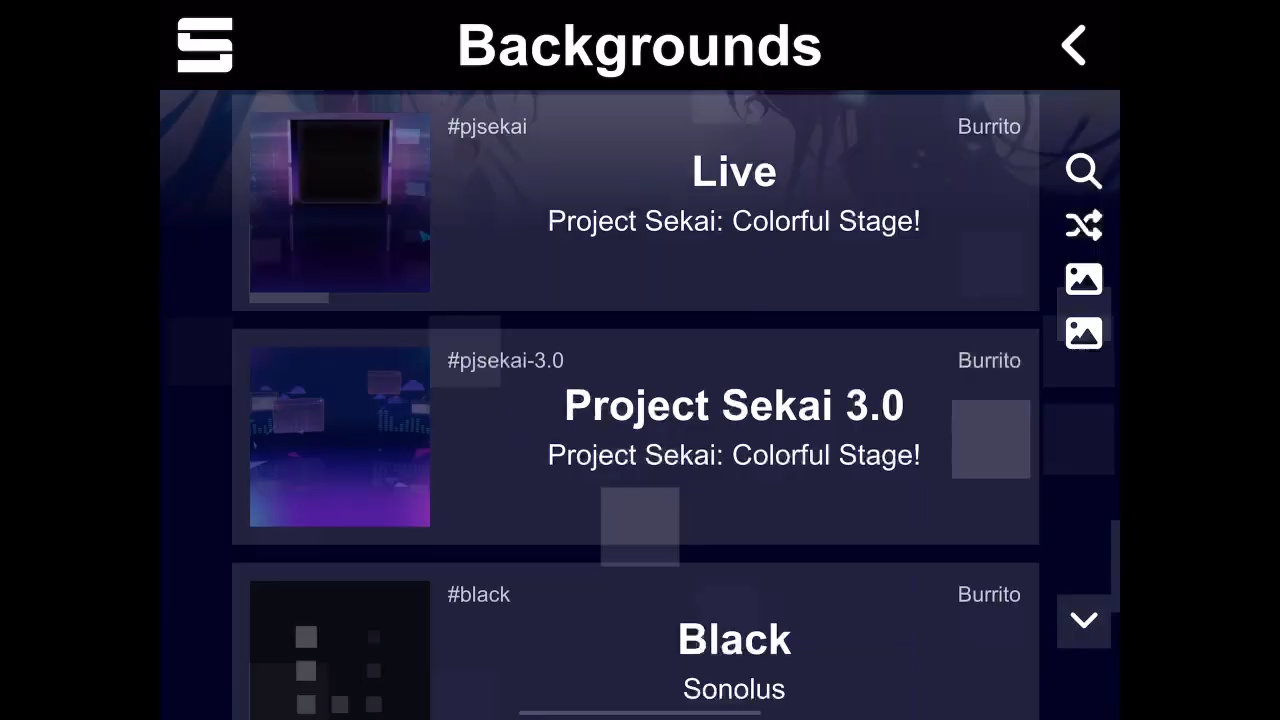 Backgrounds
#pjsekai
Burrito
Live
Project Sekai: Colorful Stage!
#pjsekai-3.0
Burrito
Project Sekai 3.0
Project Sekai: Colorful Stage!
#black
Burrito
Black
Sonolus